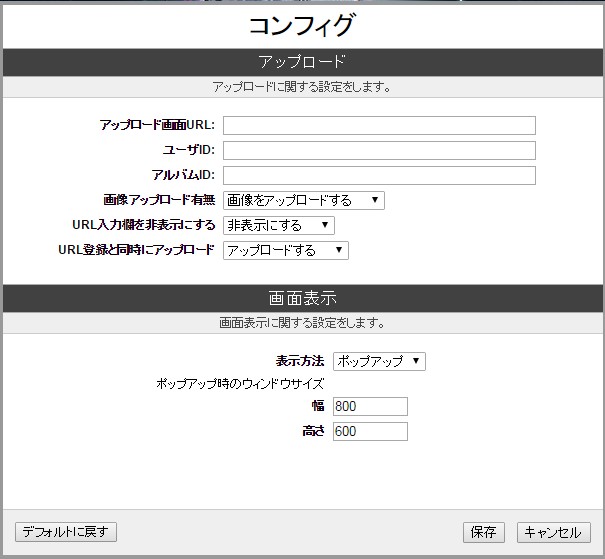 コンフィグ
アップロード
アップロードに関する設定をします。
アップロード画面URL:
ユーザID:
アルバムID:
画像アップロード有無 画像をアップロードする
URL入力欄を非表示にする 非表示にする
URL登録と同時にアップロード アップロードする
画面表示
画面表示に関する設定をします。
表示方法 ポップアップ
ポップアップ時のウィンドウサイズ
幅 800
高さ 600
デフォルトに戻す 保存 キャンセル